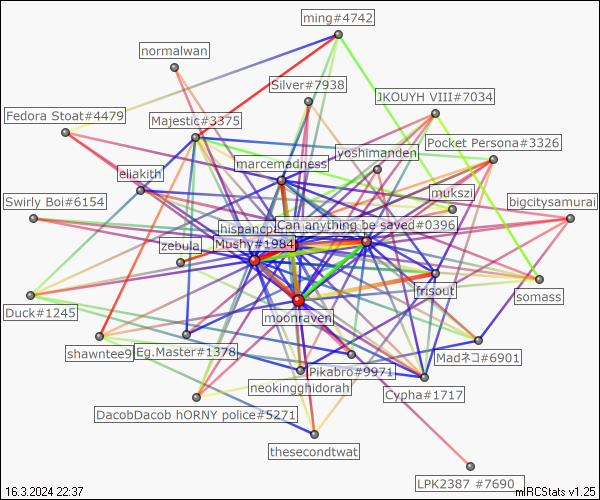 ming#4742
normalwan
Silver#7938
JKOUYH VIII#7034
Fedora Stoat#4479
Majestic#3375
Pocket Persona#3326
yoshimanden
marcemadness
eliakith
mukszi
Swirly Boi#6154
bigcitysamurai
hispancp
Can anything be saved#0396
zebula
Mushy#1984
frisout
somass
Duck#1245
moonraven
shawntee9
Eg.Master#1378
Madネコ#6901
Pikabro#9971
neokingghidorah
Cypha#1717
DacobDacob hORNY police#5271
thesecondtwat
LPK2387 #7690
16.3.2024 22:37
mIRCStats v1.25